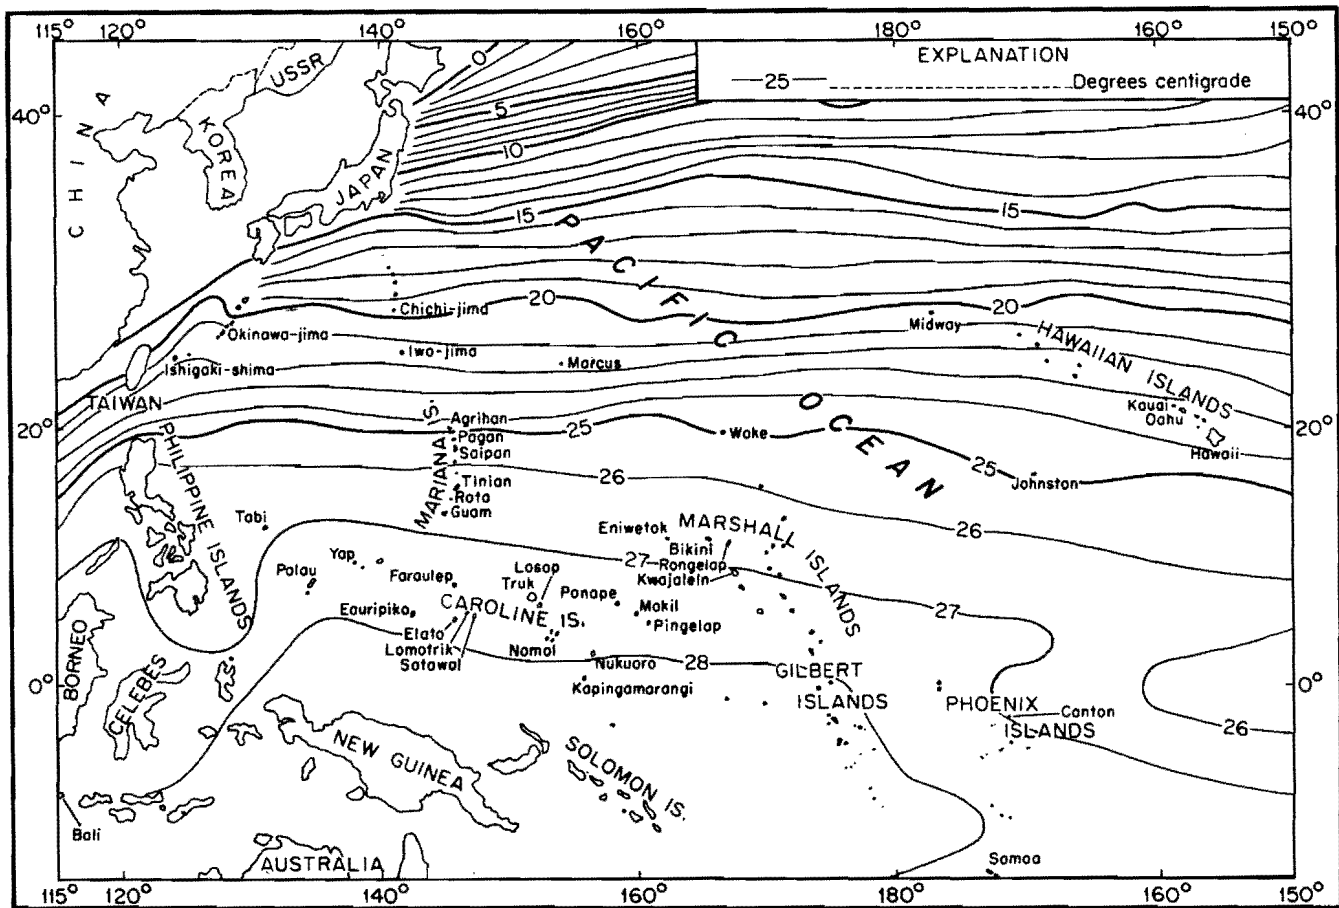 115° 120° 140° 160° 180° 160° 150°
EXPLANATION
25 Degrees centigrade
USSR
0
40° 40°
CHINA
KOREA
JAPAN
5
10
15 15
PACIFIC
OCEAN
20 20
Chichi-jima
Midway
Okinawa-jima
HAWAIIAN ISLANDS
Iwo-jima
Marcus
Ishigaki-shima
TAIWAN
Kauai
Oahu
Hawaii
20° 20°
Agrihan
25 25
Wake
Pagan
Saipan
MARIANA IS.
PHILIPPINE ISLANDS
Tinian
Rota
Guam
26 26
Johnston
Tabi
Eniwetok
MARSHALL ISLANDS
Bikini
Rongelap
Kwajalein
27 27
Yap
Palau
Faraulep
Losop
Truk
Ponape
Mokil
Pingelap
Eauripik
CAROLINE IS.
Elato
Lomotrik
Satawal
Nomoi
Nukuoro
28
Kapingamarangi
GILBERT
ISLANDS
0° 0°
BORNEO
CELEBES
PHOENIX
ISLANDS
Canton
26
NEW GUINEA
SOLOMON IS.
Bali
AUSTRALIA
Samoa
115° 120° 140° 160° 180° 160° 150°